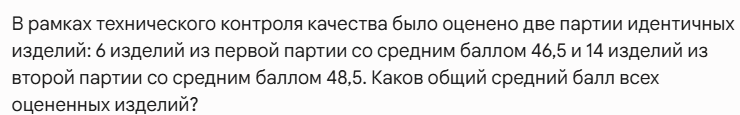 В рамках технического контроля качества было оценено две партии идентичных
изделий: 6 изделий из первой партии со средним баллом 46,5 и 14 изделий из
второй партии со средним баллом 48,5. Каков общий средний балл всех
оцененных изделий?